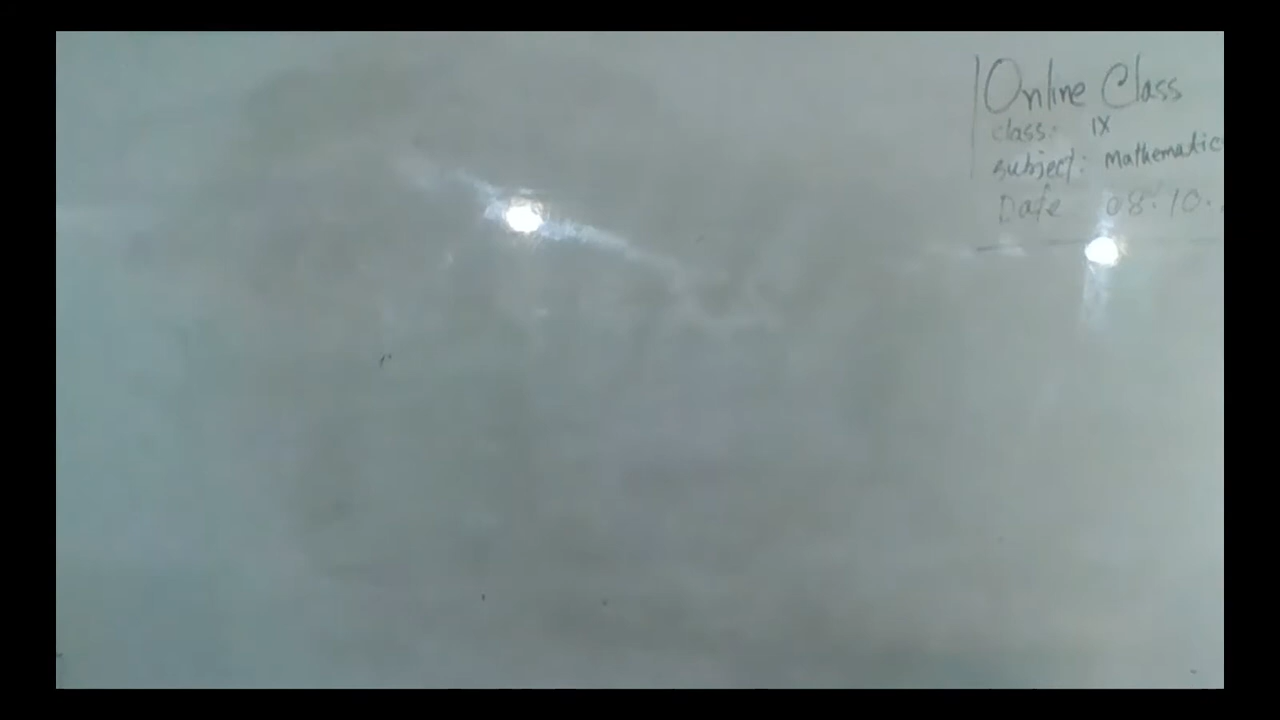 Online Class
class: IX
subject: Mathematic
Date 08.10.